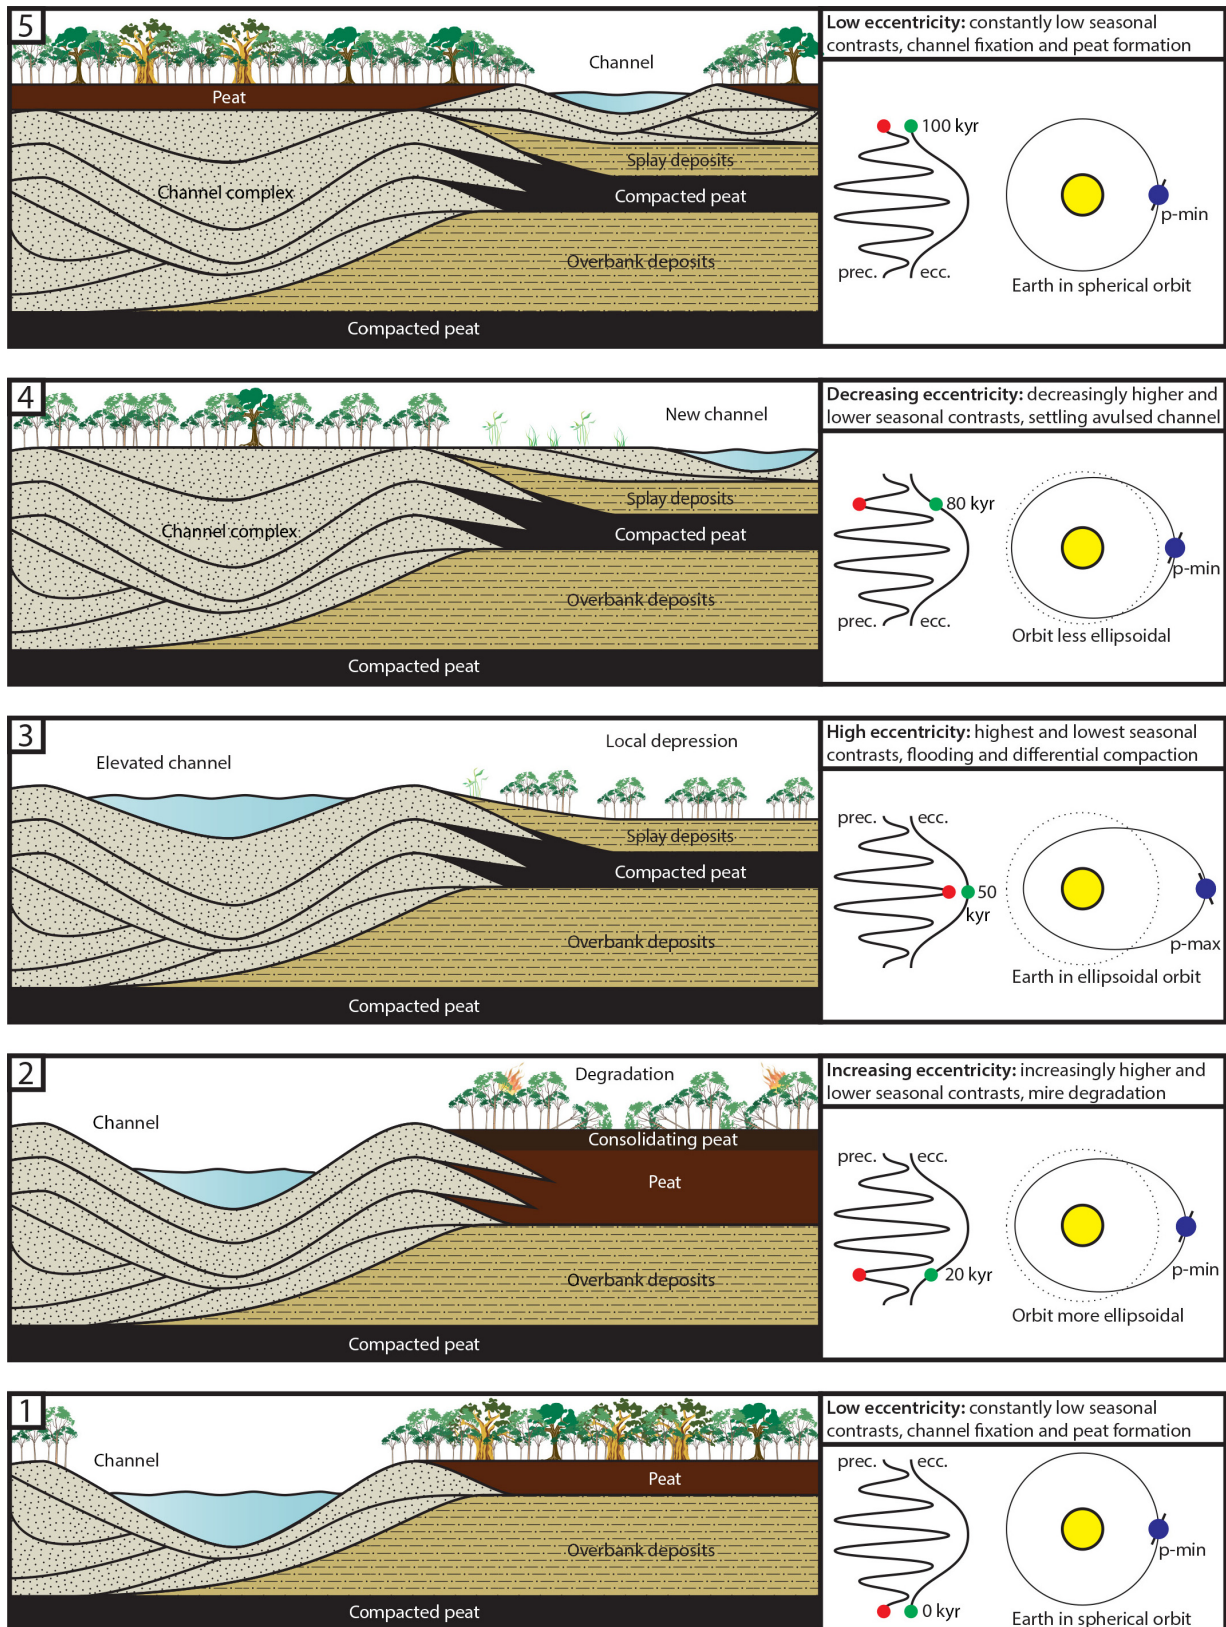 5
Channel
Peat
Splay deposits
Channel complex
Compacted peat
Overbank deposits
Compacted peat
Low eccentricity: constantly low seasonal
contrasts, channel fixation and peat formation
100 kyr
p-min
prec.
ecc.
Earth in spherical orbit
4
New channel
Splay deposits
Channel complex
Compacted peat
Overbank deposits
Compacted peat
Decreasing eccentricity: decreasingly higher and
lower seasonal contrasts, settling avulsed channel
80 kyr
p-min
prec.
ecc.
Orbit less ellipsoidal
3
Local depression
Elevated channel
Splay deposits
Compacted peat
Overbank deposits
Compacted peat
High eccentricity: highest and lowest seasonal
contrasts, flooding and differential compaction
prec.
ecc.
50
kyr
p-max
Earth in ellipsoidal orbit
2
Degradation
Channel
Consolidating peat
Peat
Overbank deposits
Compacted peat
Increasing eccentricity: increasingly higher and
lower seasonal contrasts, mire degradation
prec.
ecc.
20 kyr
p-min
Orbit more ellipsoidal
1
Channel
Peat
Overbank deposits
Compacted peat
Low eccentricity: constantly low seasonal
contrasts, channel fixation and peat formation
prec.
ecc.
p-min
0 kyr
Earth in spherical orbit